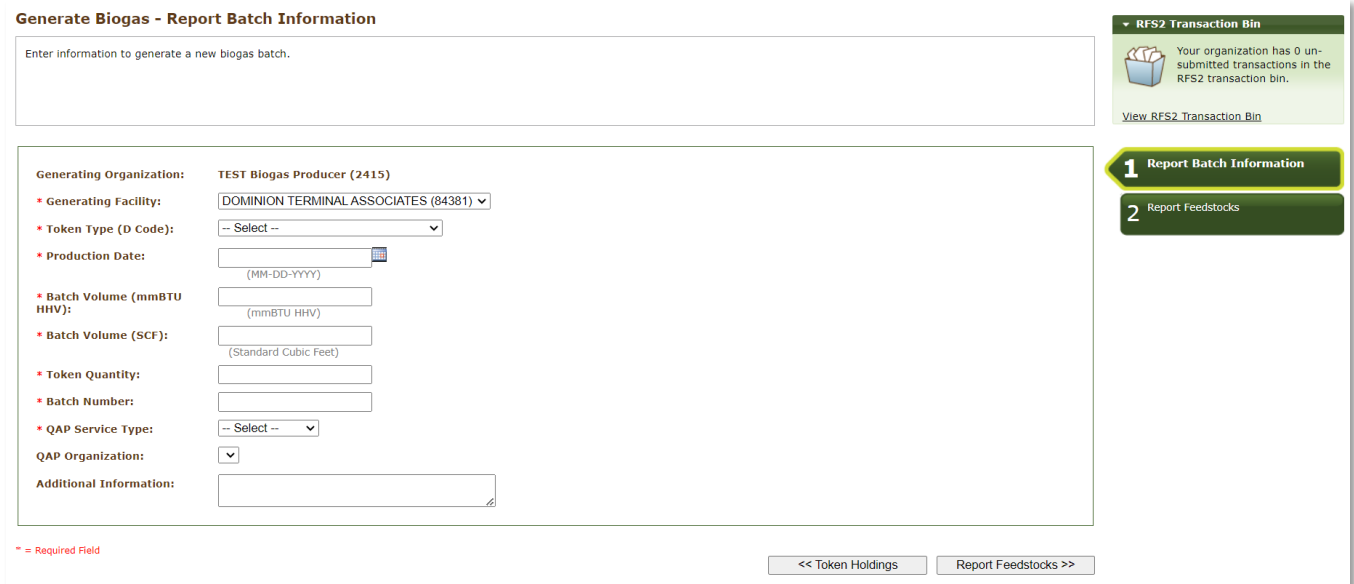 Generate Biogas - Report Batch Information
Enter information to generate a new biogas batch.
Generating Organization: TEST Biogas Producer (2415)
* Generating Facility: DOMINION TERMINAL ASSOCIATES (84381)
* Token Type (D Code): -- Select --
* Production Date:
(MM-DD-YYYY)
* Batch Volume (mmBTU
HHV):
(mmBTU HHV)
* Batch Volume (SCF):
(Standard Cubic Feet)
* Token Quantity:
* Batch Number:
* QAP Service Type: -- Select --
QAP Organization:
Additional Information:
* = Required Field
<< Token Holdings
Report Feedstocks >>
RFS2 Transaction Bin
Your organization has 0 un-
submitted transactions in the
RFS2 transaction bin.
View RFS2 Transaction Bin
1 Report Batch Information
2 Report Feedstocks